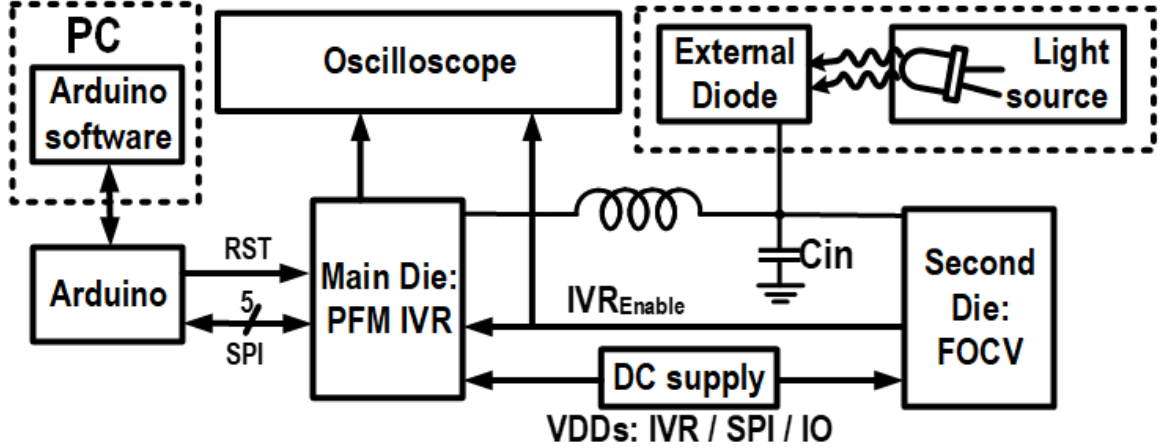 PC
Arduino
software
Oscilloscope
External
Diode
Light
source
Arduino
RST
5
SPI
Main Die:
PFM IVR
Cin
IVREnable
Second
Die:
FOCV
DC supply
VDDs: IVR / SPI / IO